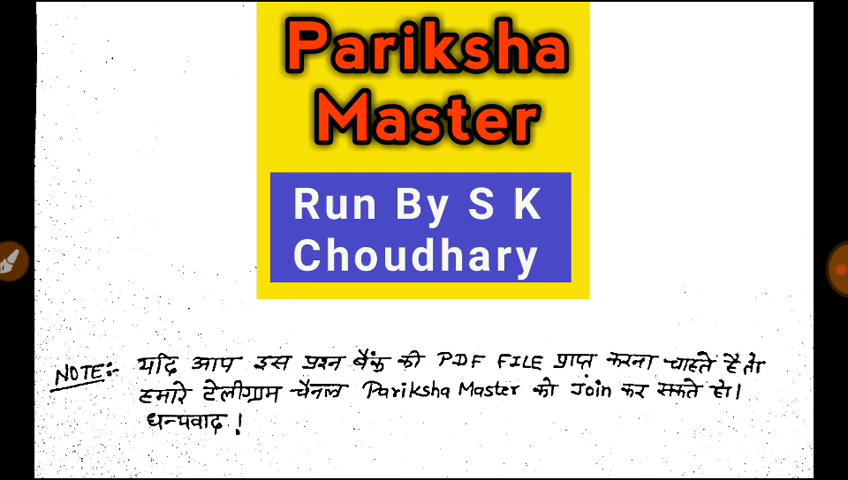 Pariksha
Master
Run By S K
Choudhary
NOTE:- यदि आप इस प्रश्न बैंक की PDF FILE प्राप्त करना चाहते है तो
हमारे टेलीग्राम चैनल Pariksha Master को Join कर सकते हो।
धन्यवाद !